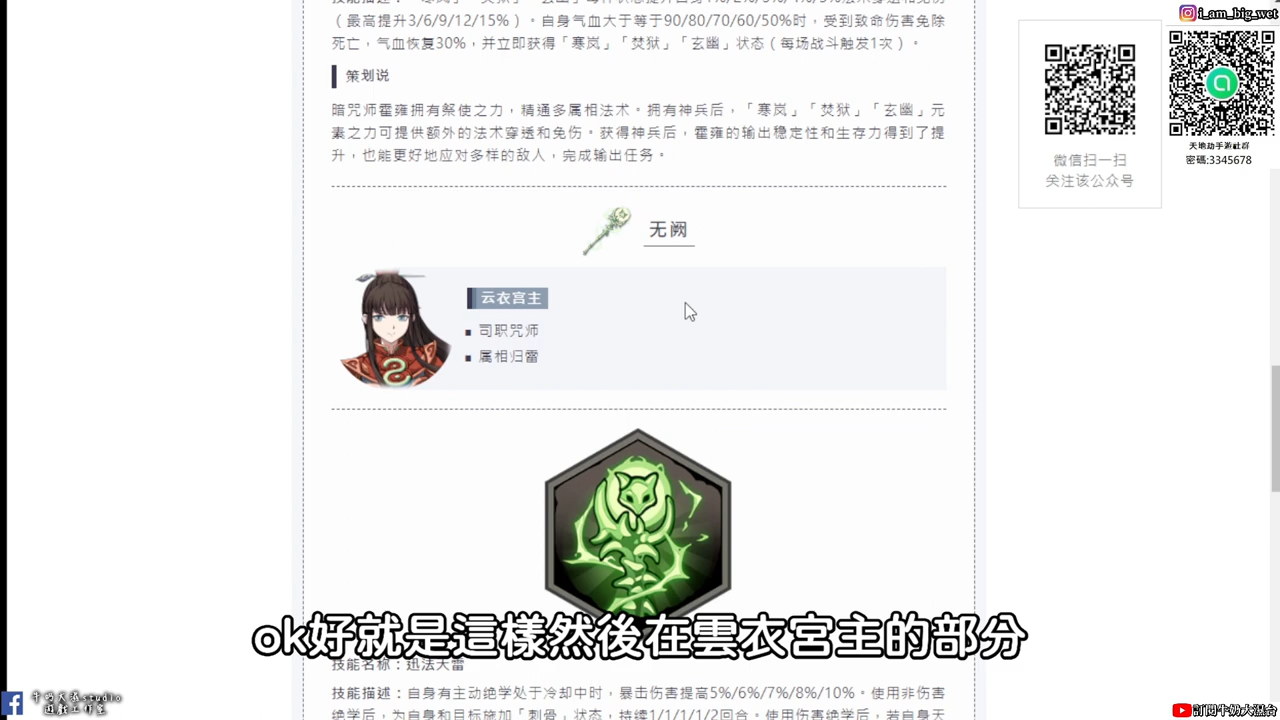 （最高提升3/6/9/12/15%）。自身气血大于等于90/80/70/60/50%时，受到致命伤害免除
死亡，气血恢复30%，并立即获得「寒岚」「焚狱」「玄幽」状态（每场战斗触发1次）。
策划说
暗咒师霍雍拥有祭使之力，精通多属相法术。拥有神兵后，「寒岚」「焚狱」「玄幽」元
素之力可提供额外的法术穿透和免伤。获得神兵后，霍雍的输出稳定性和生存力得到了提
升，也能更好地应对多样的敌人，完成输出任务。
无阙
云衣宫主
司职咒师
属相归雷
ok好就是這樣然後在雲衣宮主的部分
技能名称：迅法天雷
技能描述：自身有主动绝学处于冷却中时，暴击伤害提高5%/6%/7%/8%/10%。使用非伤害
绝学后，为自身和目标施加「刺骨」状态，持续1/1/1/1/2回合。使用伤害绝学后，若自身天
微信扫一扫
关注该公众号
i_am_big_wet
天地劫手游社群
密碼:3345678